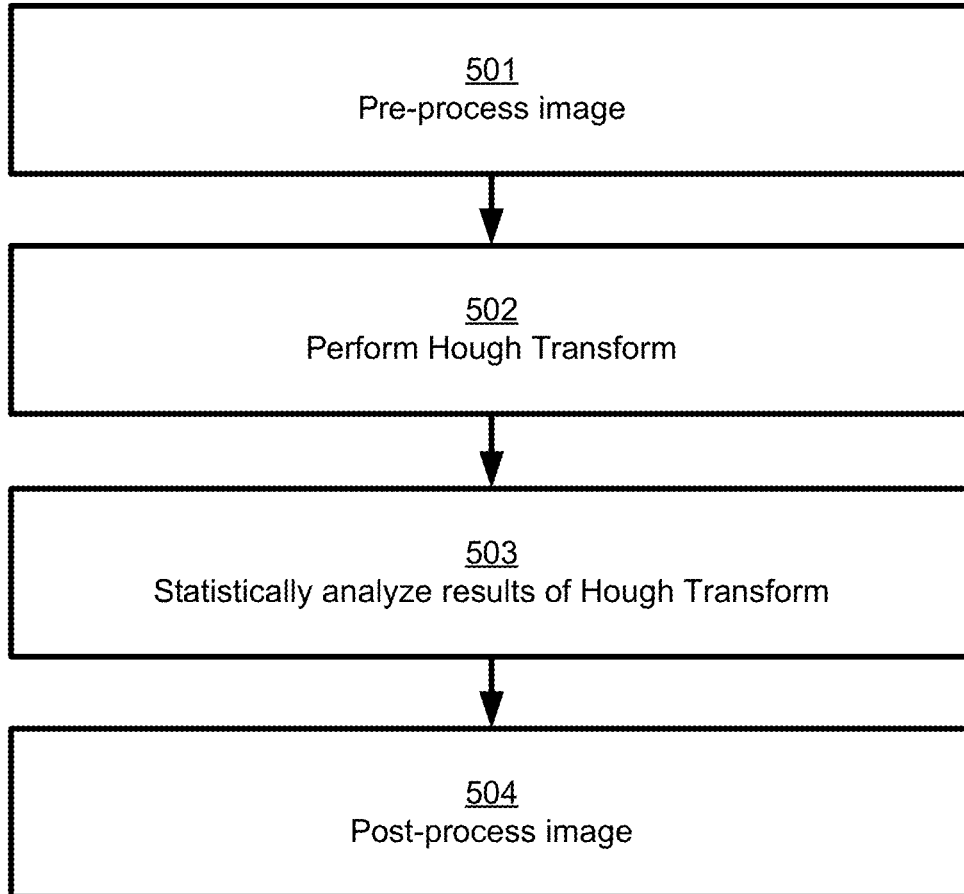 501
Pre-process image
502
Perform Hough Transform
503
Statistically analyze results of Hough Transform
504
Post-process image